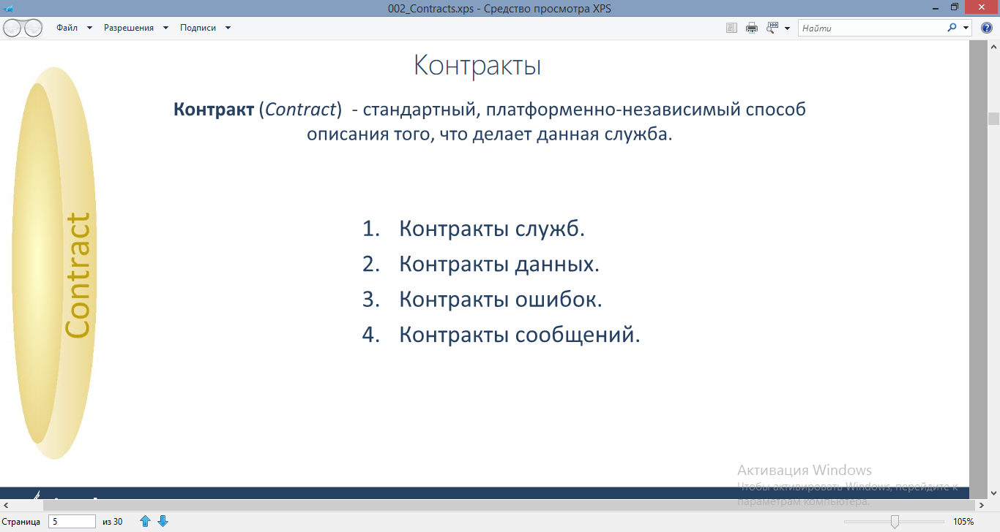 002_Contracts.xps - Средство просмотра XPS
Файл Разрешения Подписи
100
Найти
?
Контракты
Контракт (Contract) - стандартный, платформенно-независимый способ
описания того, что делает данная служба.
Contract
1. Контракты служб.
2. Контракты данных.
3. Контракты ошибок.
4. Контракты сообщений.
Активация Windows
Чтобы активировать Windows, перейдите к
параметрам компьютера.
Страница 5 из 30
105%